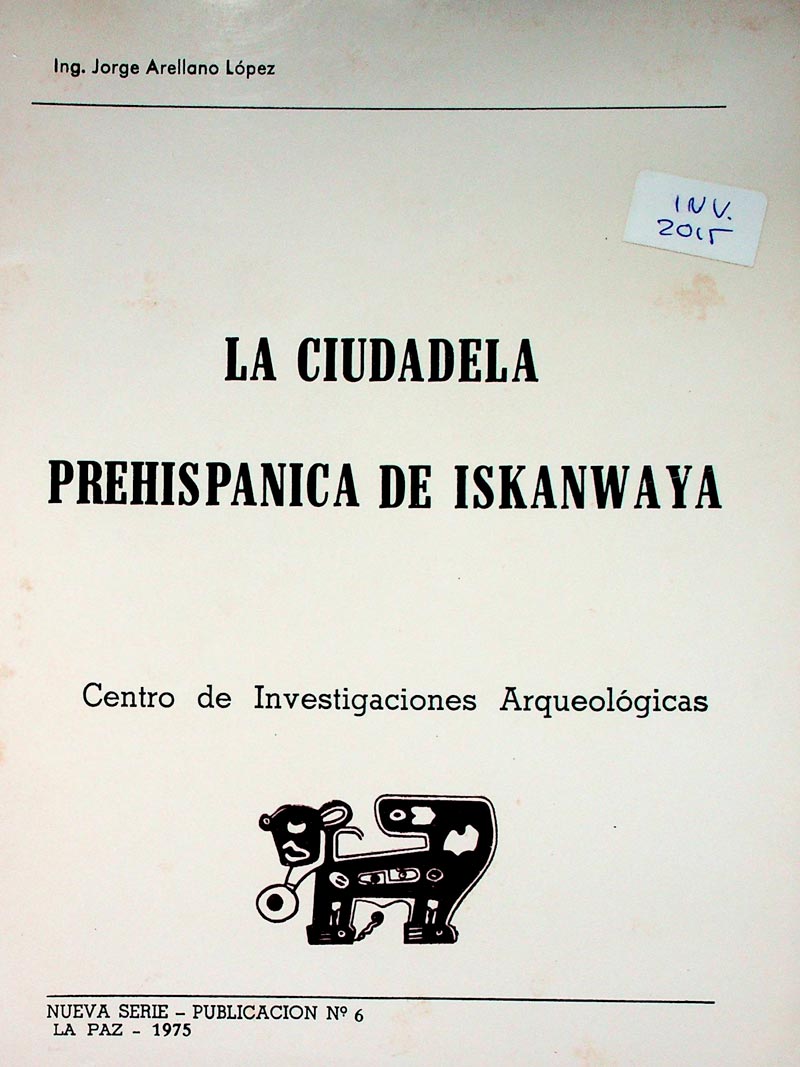 Ing. Jorge Arellano López
INV.
2015
LA CIUDADELA
PREHISPANICA DE ISKANWAYA
Centro de Investigaciones Arqueológicas
NUEVA SERIE – PUBLICACION Nº 6
LA PAZ – 1975